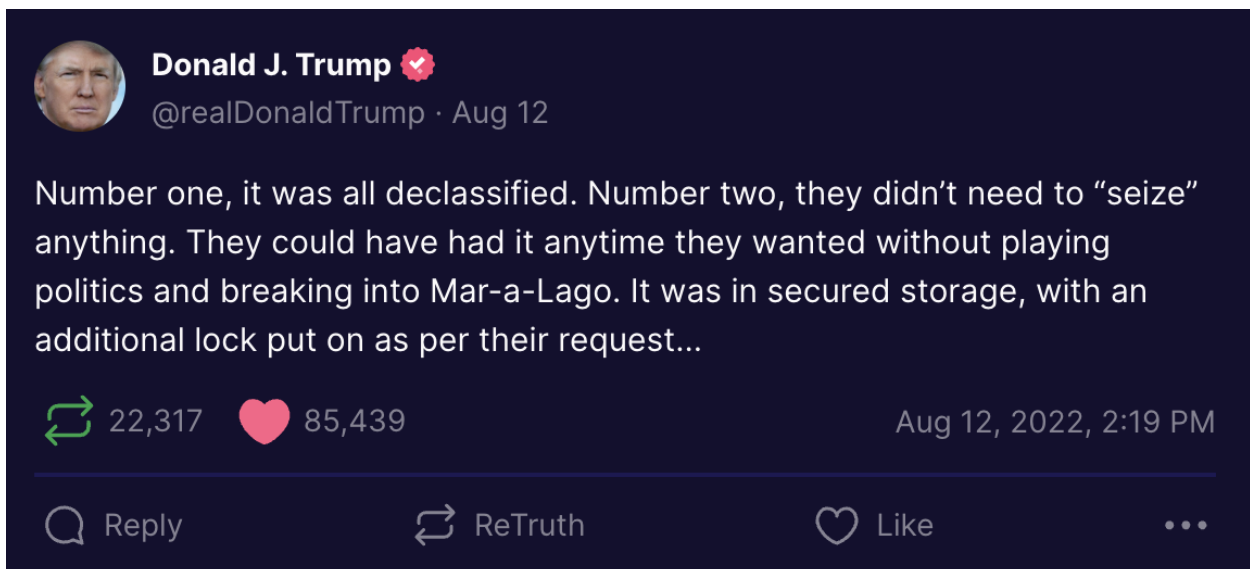 Donald J. Trump
@realDonaldTrump · Aug 12
Number one, it was all declassified. Number two, they didn’t need to “seize”
anything. They could have had it anytime they wanted without playing
politics and breaking into Mar-a-Lago. It was in secured storage, with an
additional lock put on as per their request...
22,317 85,439 Aug 12, 2022, 2:19 PM
Reply ReTruth Like